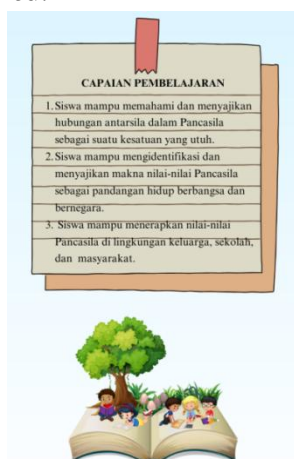 CAPAIAN PEMBELAJARAN
1. Siswa mampu memahami dan menyajikan
hubungan antarsila dalam Pancasila
sebagai suatu kesatuan yang utuh.
2. Siswa mampu mengidentifikasi dan
menyajikan makna nilai-nilai Pancasila
sebagai pandangan hidup berbangsa dan
bernegara.
3. Siswa mampu menerapkan nilai-nilai
Pancasila di lingkungan keluarga, sekolah,
dan masyarakat.